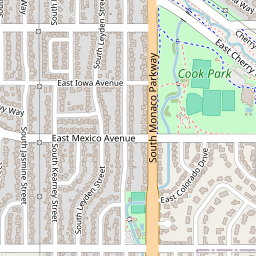 South Leyden Street
East Cherry
Cherry
Cook Park
East Iowa Avenue
South Monaco Parkway
Way
East Mexico Avenue
South Jasmine Street
South Kearney Street
South Leyden Street
East Colorado Drive